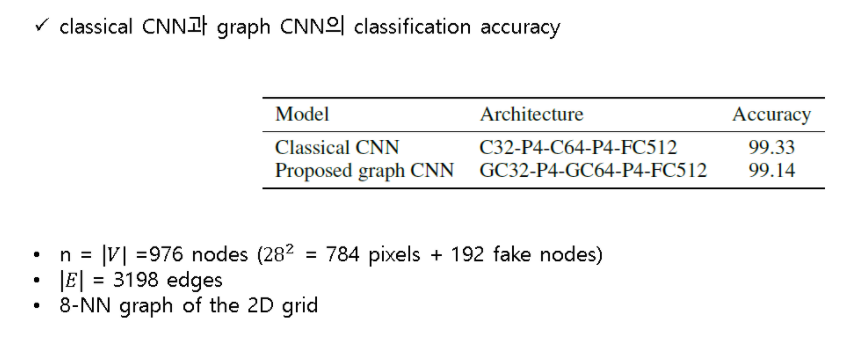 ✓ classical CNN과 graph CNN의 classification accuracy
Model Architecture Accuracy
Classical CNN C32-P4-C64-P4-FC512 99.33
Proposed graph CNN GC32-P4-GC64-P4-FC512 99.14
• n = |V| =976 nodes (28² = 784 pixels + 192 fake nodes)
• |E| = 3198 edges
• 8-NN graph of the 2D grid